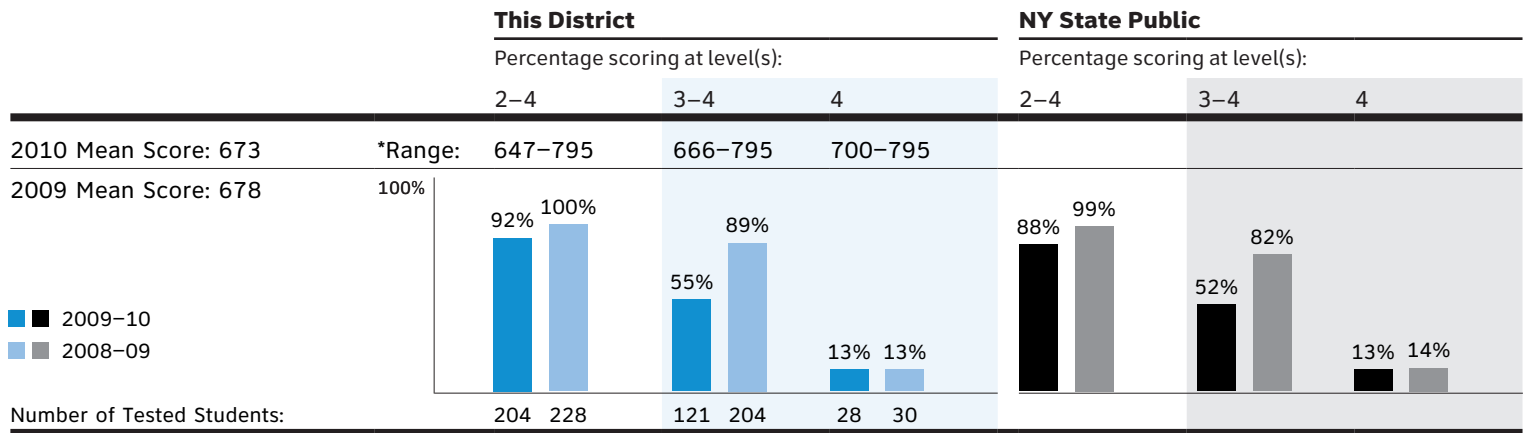 This District NY State Public
Percentage scoring at level(s): Percentage scoring at level(s):
2–4 3–4 4 2–4 3–4 4
2010 Mean Score: 673 *Range: 647–795 666–795 700–795
2009 Mean Score: 678 100%
92% 100% 89% 88% 99% 82%
55% 52%
13% 13% 13% 14%
2009–10
2008–09
Number of Tested Students: 204 228 121 204 28 30